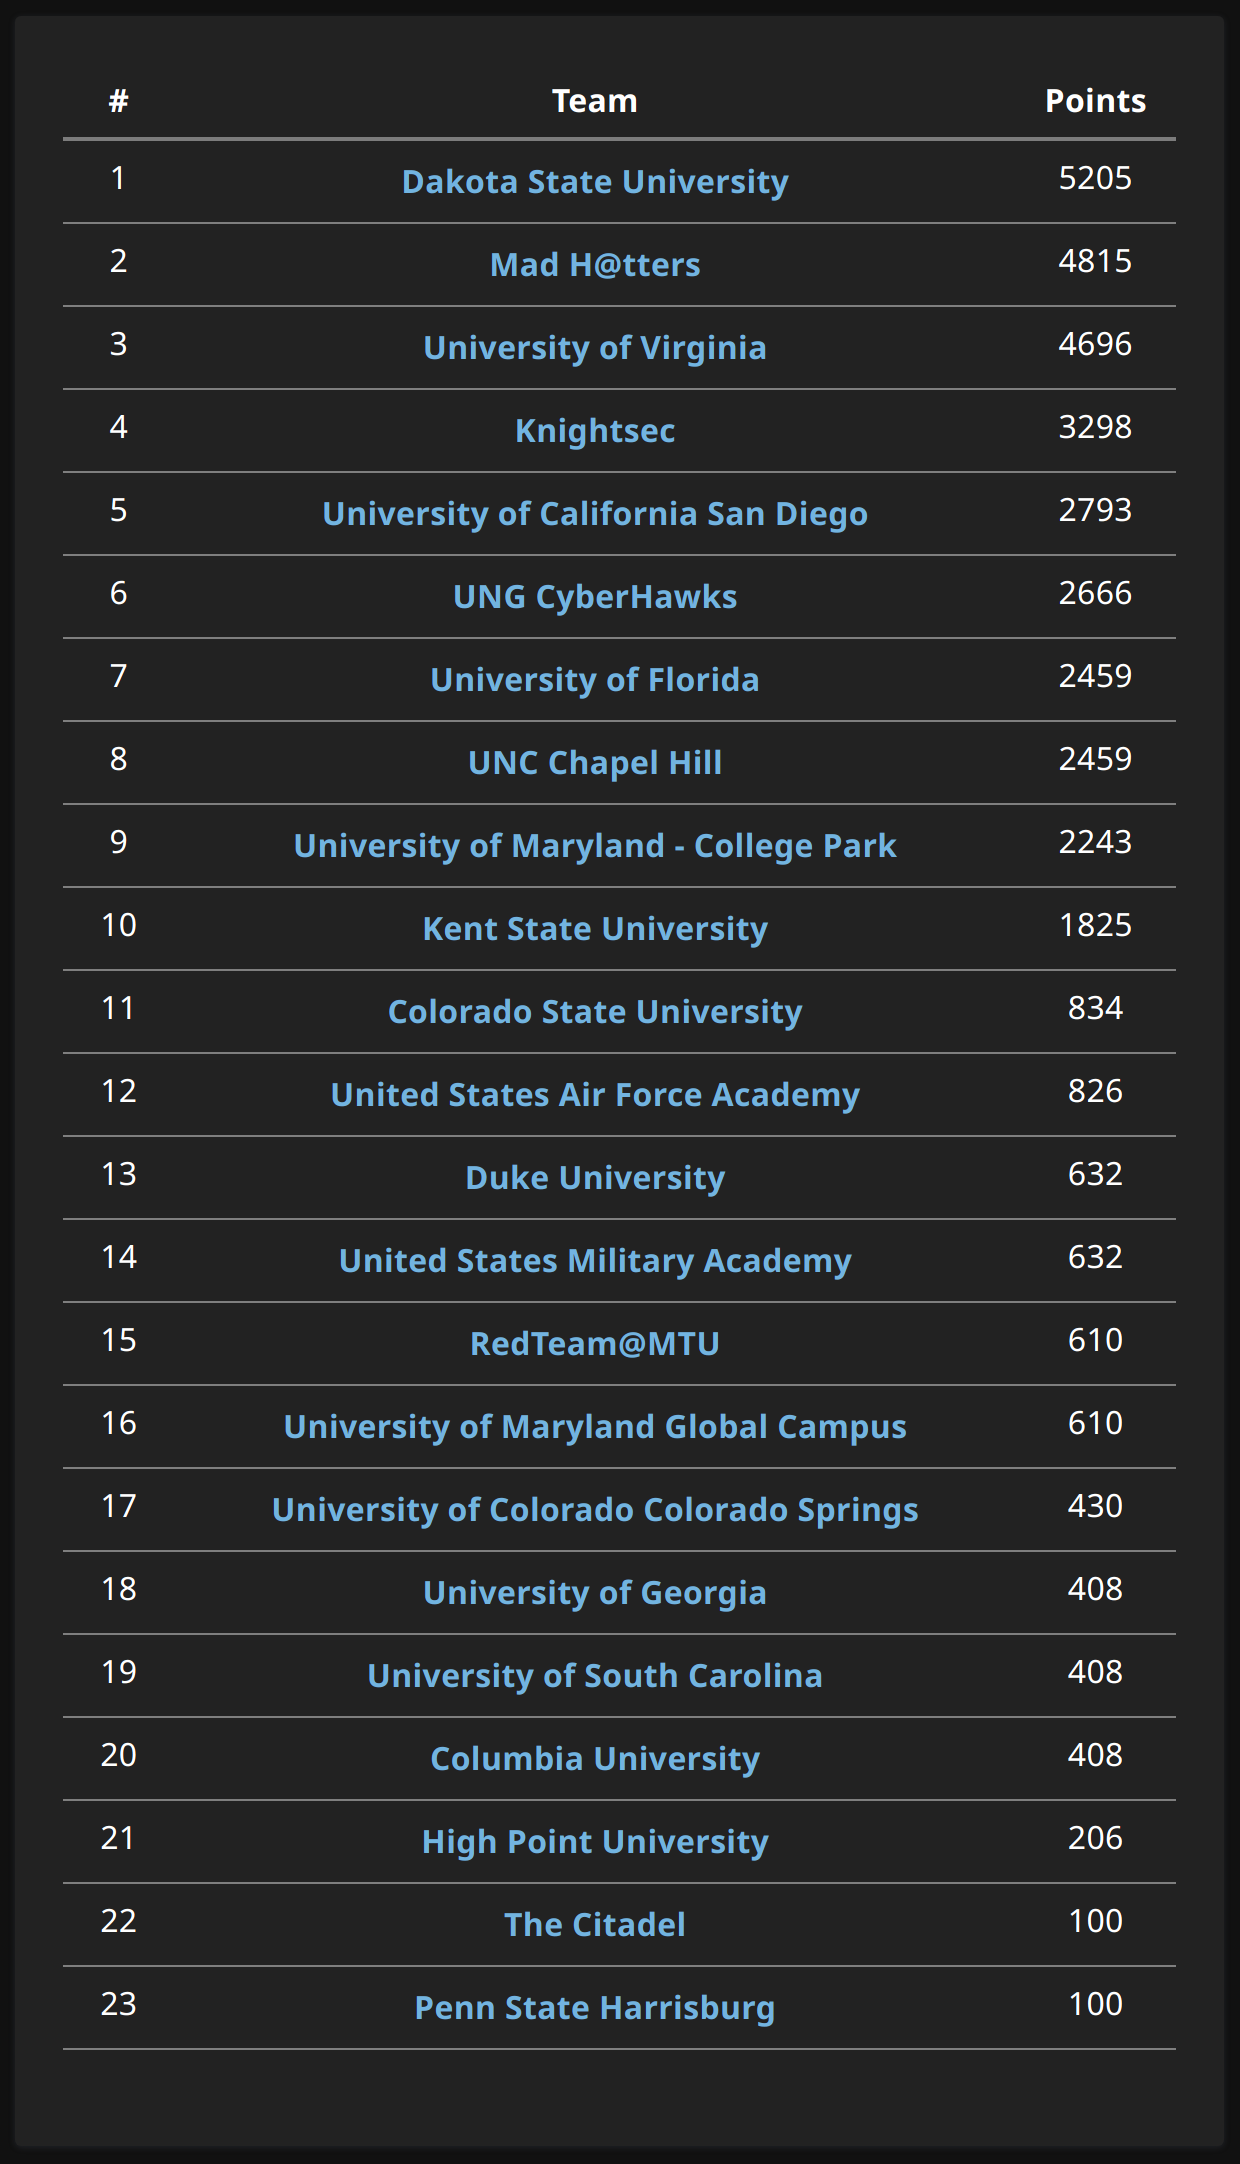 # Team Points
1 Dakota State University 5205
2 Mad H@tters 4815
3 University of Virginia 4696
4 Knightsec 3298
5 University of California San Diego 2793
6 UNG CyberHawks 2666
7 University of Florida 2459
8 UNC Chapel Hill 2459
9 University of Maryland - College Park 2243
10 Kent State University 1825
11 Colorado State University 834
12 United States Air Force Academy 826
13 Duke University 632
14 United States Military Academy 632
15 RedTeam@MTU 610
16 University of Maryland Global Campus 610
17 University of Colorado Colorado Springs 430
18 University of Georgia 408
19 University of South Carolina 408
20 Columbia University 408
21 High Point University 206
22 The Citadel 100
23 Penn State Harrisburg 100